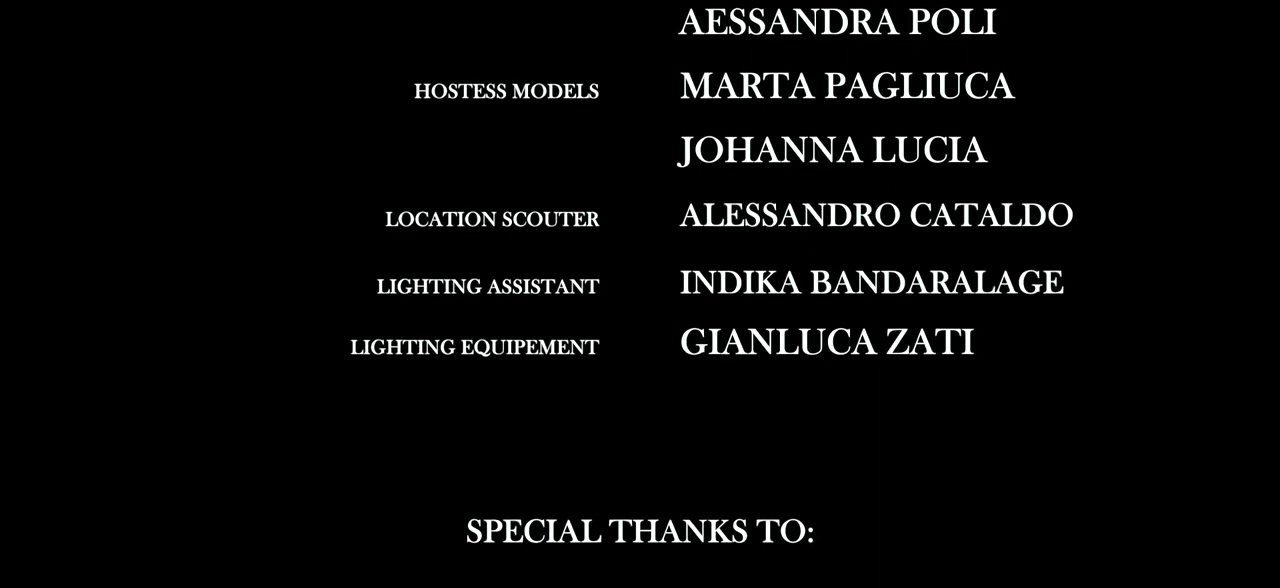 AESSANDRA POLI
HOSTESS MODELS MARTA PAGLIUCA
JOHANNA LUCIA
LOCATION SCOUTER ALESSANDRO CATALDO
LIGHTING ASSISTANT INDIKA BANDARALAGE
LIGHTING EQUIPEMENT GIANLUCA ZATI
SPECIAL THANKS TO: